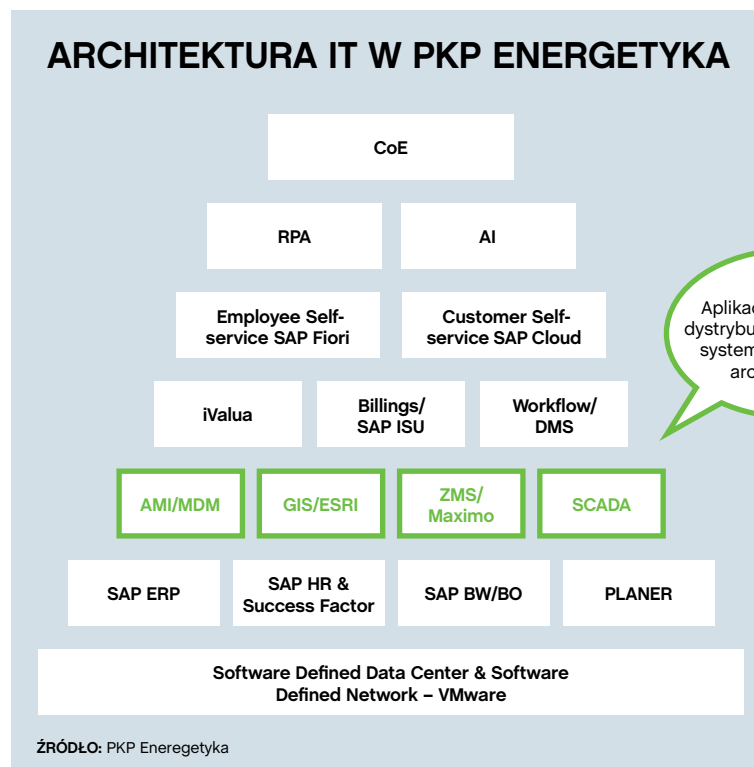 ARCHITEKTURA IT W PKP ENERGETYKA
CoE
RPA
AI
Employee Self-
service SAP Fiori
Customer Self-
service SAP Cloud
iValua
Billings/
SAP ISU
Workflow/
DMS
AMI/MDM
GIS/ESRI
ZMS/
Maximo
SCADA
SAP ERP
SAP HR &
Success Factor
SAP BW/BO
PLANER
Software Defined Data Center & Software
Defined Network – VMware
ŹRÓDŁO: PKP Eneregetyka
system